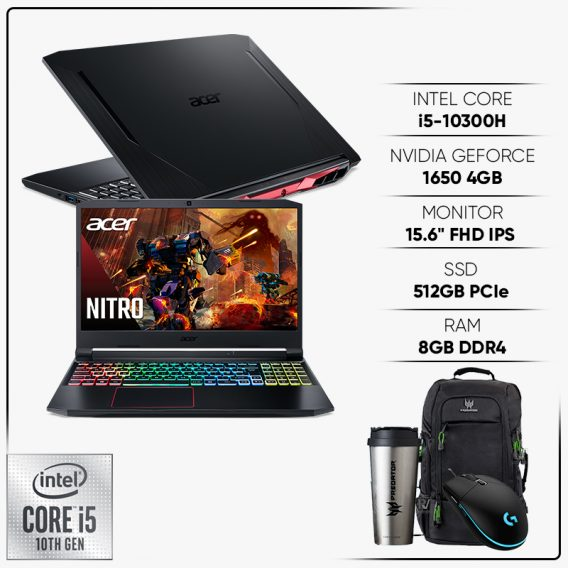 acer
acer
NITRO
INTEL CORE
i5-10300H
NVIDIA GEFORCE
1650 4GB
MONITOR
15.6" FHD IPS
SSD
512GB PCIe
RAM
8GB DDR4
intel
CORE i5
10TH GEN
PREDATOR
PREDATOR
G